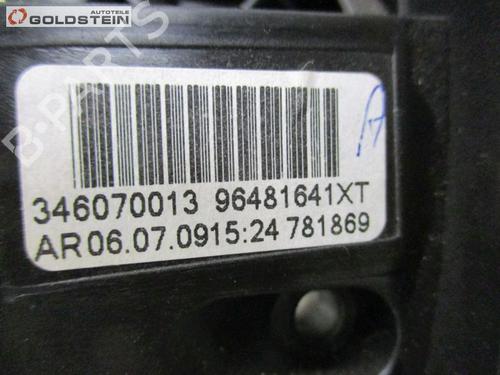 AUTOTEILE
GOLDSTEIN
B-PARTS
A
346070013 96481641XT
AR06.07.0915:24 781869